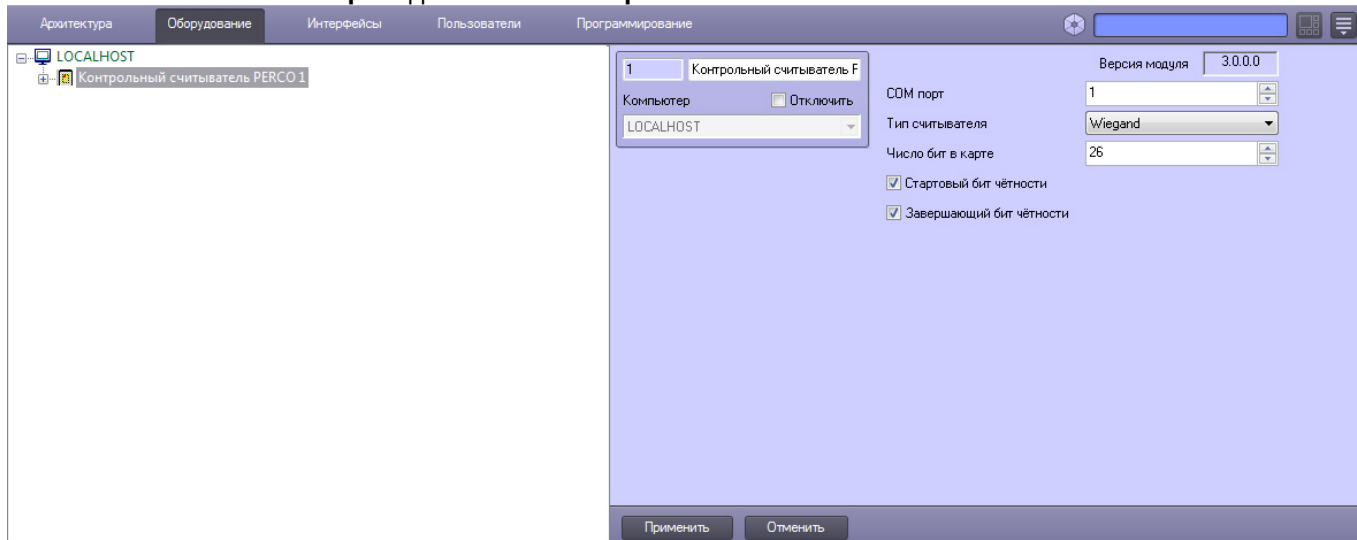 Архитектура Оборудование Интерфейсы Пользователи Программирование
LOCALHOST
Контрольный считыватель PERCO 1
1 Контрольный считыватель F
Компьютер Отключить
LOCALHOST
Версия модуля 3.0.0.0
COM порт 1
Тип считывателя Wiegand
Число бит в карте 26
Стартовый бит чётности
Завершающий бит чётности
Применить Отменить